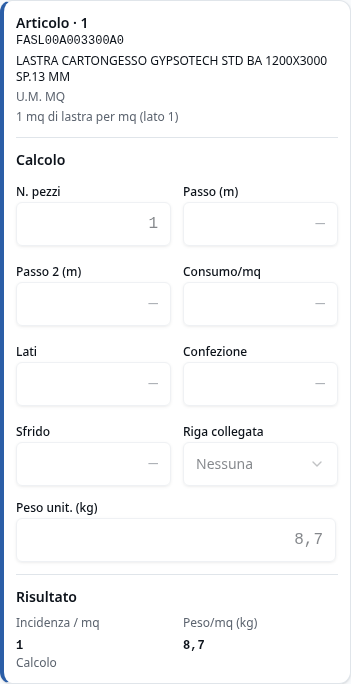 Articolo · 1
FASL00A003300A0
LASTRA CARTONGESSO GYPSOTECH STD BA 1200X3000
SP.13 MM
U.M. MQ
1 mq di lastra per mq (lato 1)
Calcolo
N. pezzi
Passo (m)
1
—
Passo 2 (m)
Consumo/mq
—
—
Lati
Confezione
—
—
Sfrido
Riga collegata
—
Nessuna
Peso unit. (kg)
8,7
Risultato
Incidenza / mq
Peso/mq (kg)
1
8,7
Calcolo